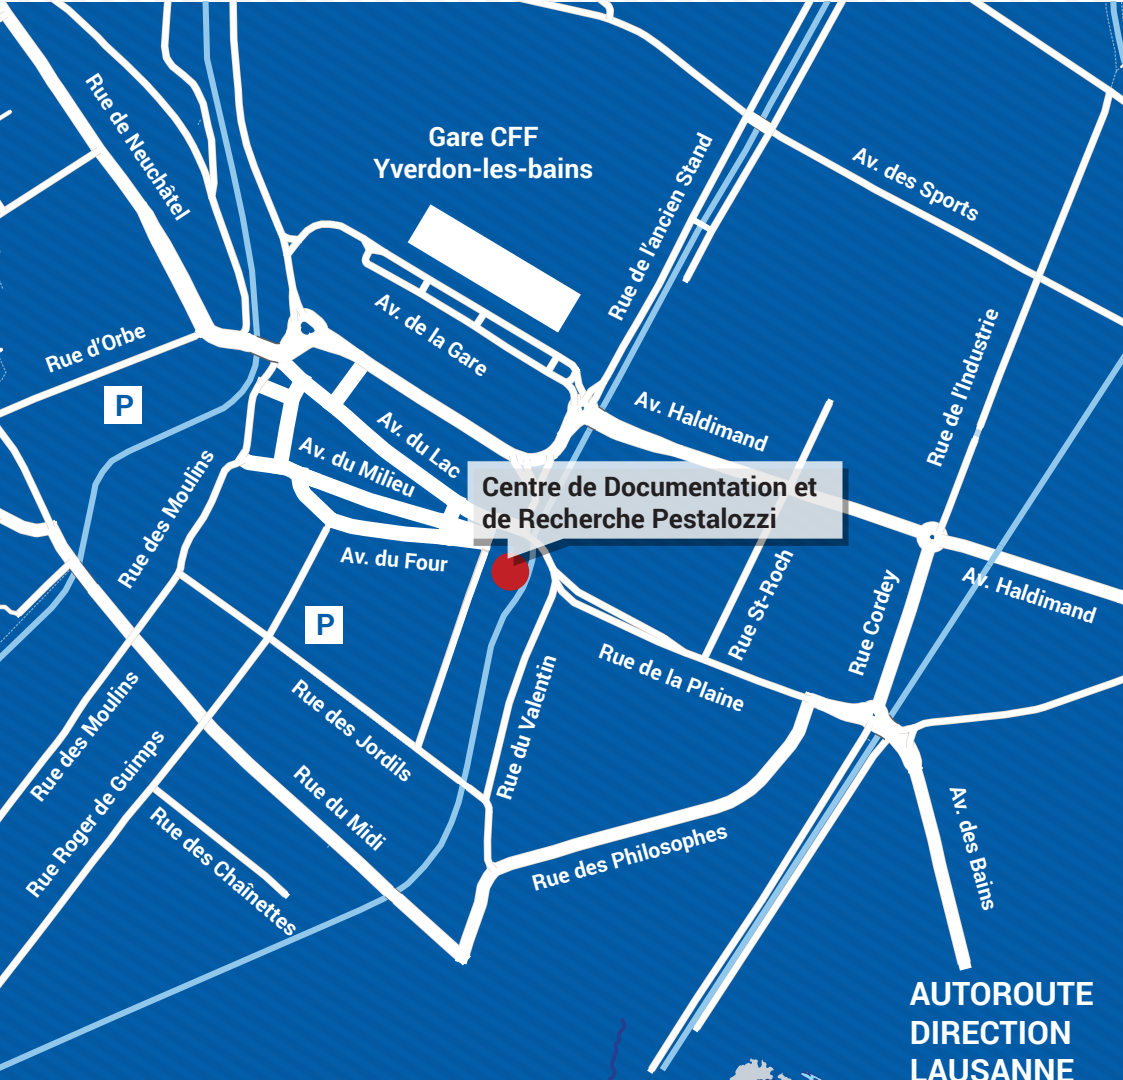 Rue de Neuchâtel
Gare CFF
Yverdon-les-bains
Rue de l'ancien Stand
Av. des Sports
Av. de la Gare
Rue d'Orbe
Rue de l'Industrie
P
Av. Haldimand
Av. du Lac
Av. du Milieu
Rue des Moulins
Centre de Documentation et
de Recherche Pestalozzi
Av. du Four
Rue St-Roch
Rue Cordey
Av. Haldimand
P
Rue de la Plaine
Rue du Valentin
Rue des Moulins
Rue des Jordils
Rue Roger de Guimps
Rue du Midi
Rue des Chaînettes
Rue des Philosophes
Av. des Bains
AUTOROUTE
DIRECTION
LAUSANNE